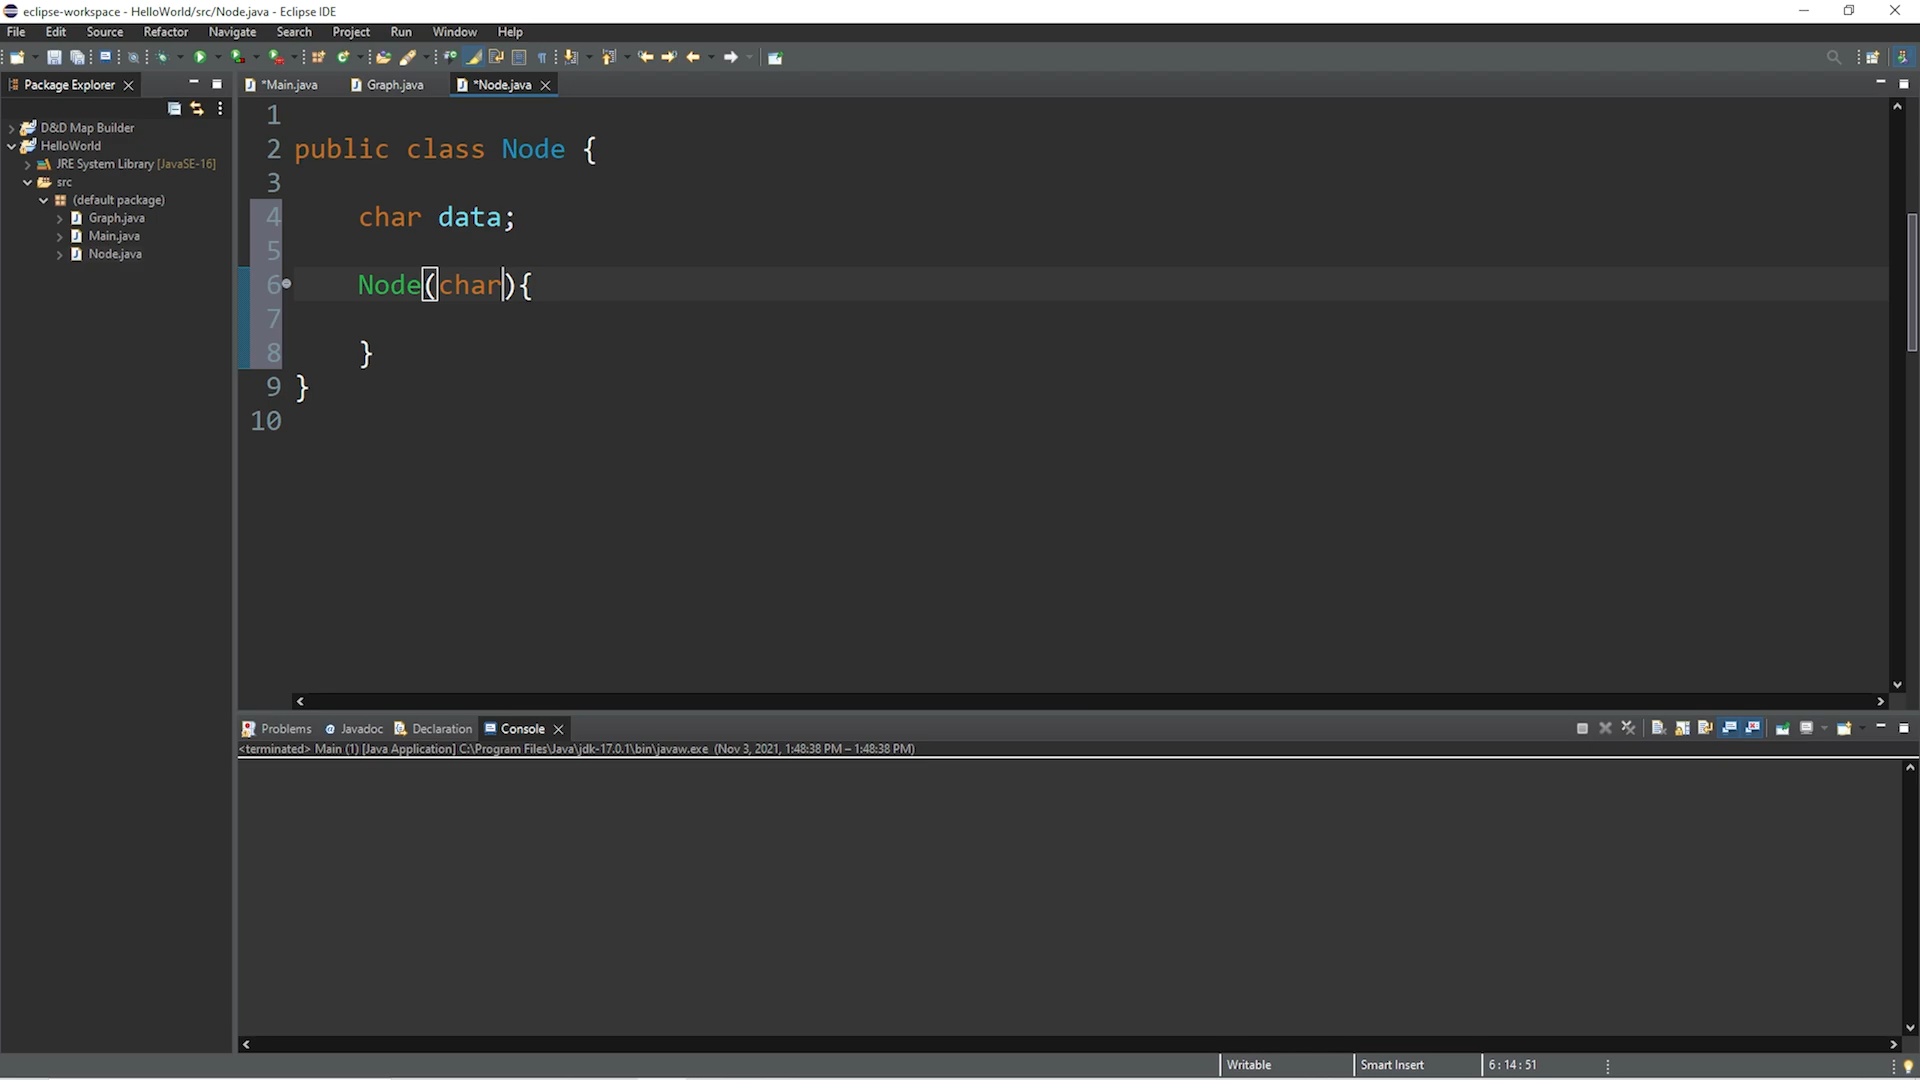 eclipse-workspace - HelloWorld/src/Node.java - Eclipse IDE
File Edit Source Refactor Navigate Search Project Run Window Help
Package Explorer
*Main.java Graph.java *Node.java
D&D Map Builder
HelloWorld
JRE System Library [JavaSE-16]
src
(default package)
Graph.java
Main.java
Node.java
1
2 public class Node {
3
4 char data;
5
6 Node(char){
7
8 }
9 }
10
Problems Javadoc Declaration Console
<terminated> Main (1) [Java Application] C:\Program Files\Java\jdk-17.0.1\bin\javaw.exe (Nov 3, 2021, 1:48:38 PM – 1:48:38 PM)
Writable Smart Insert 6 : 14 : 51